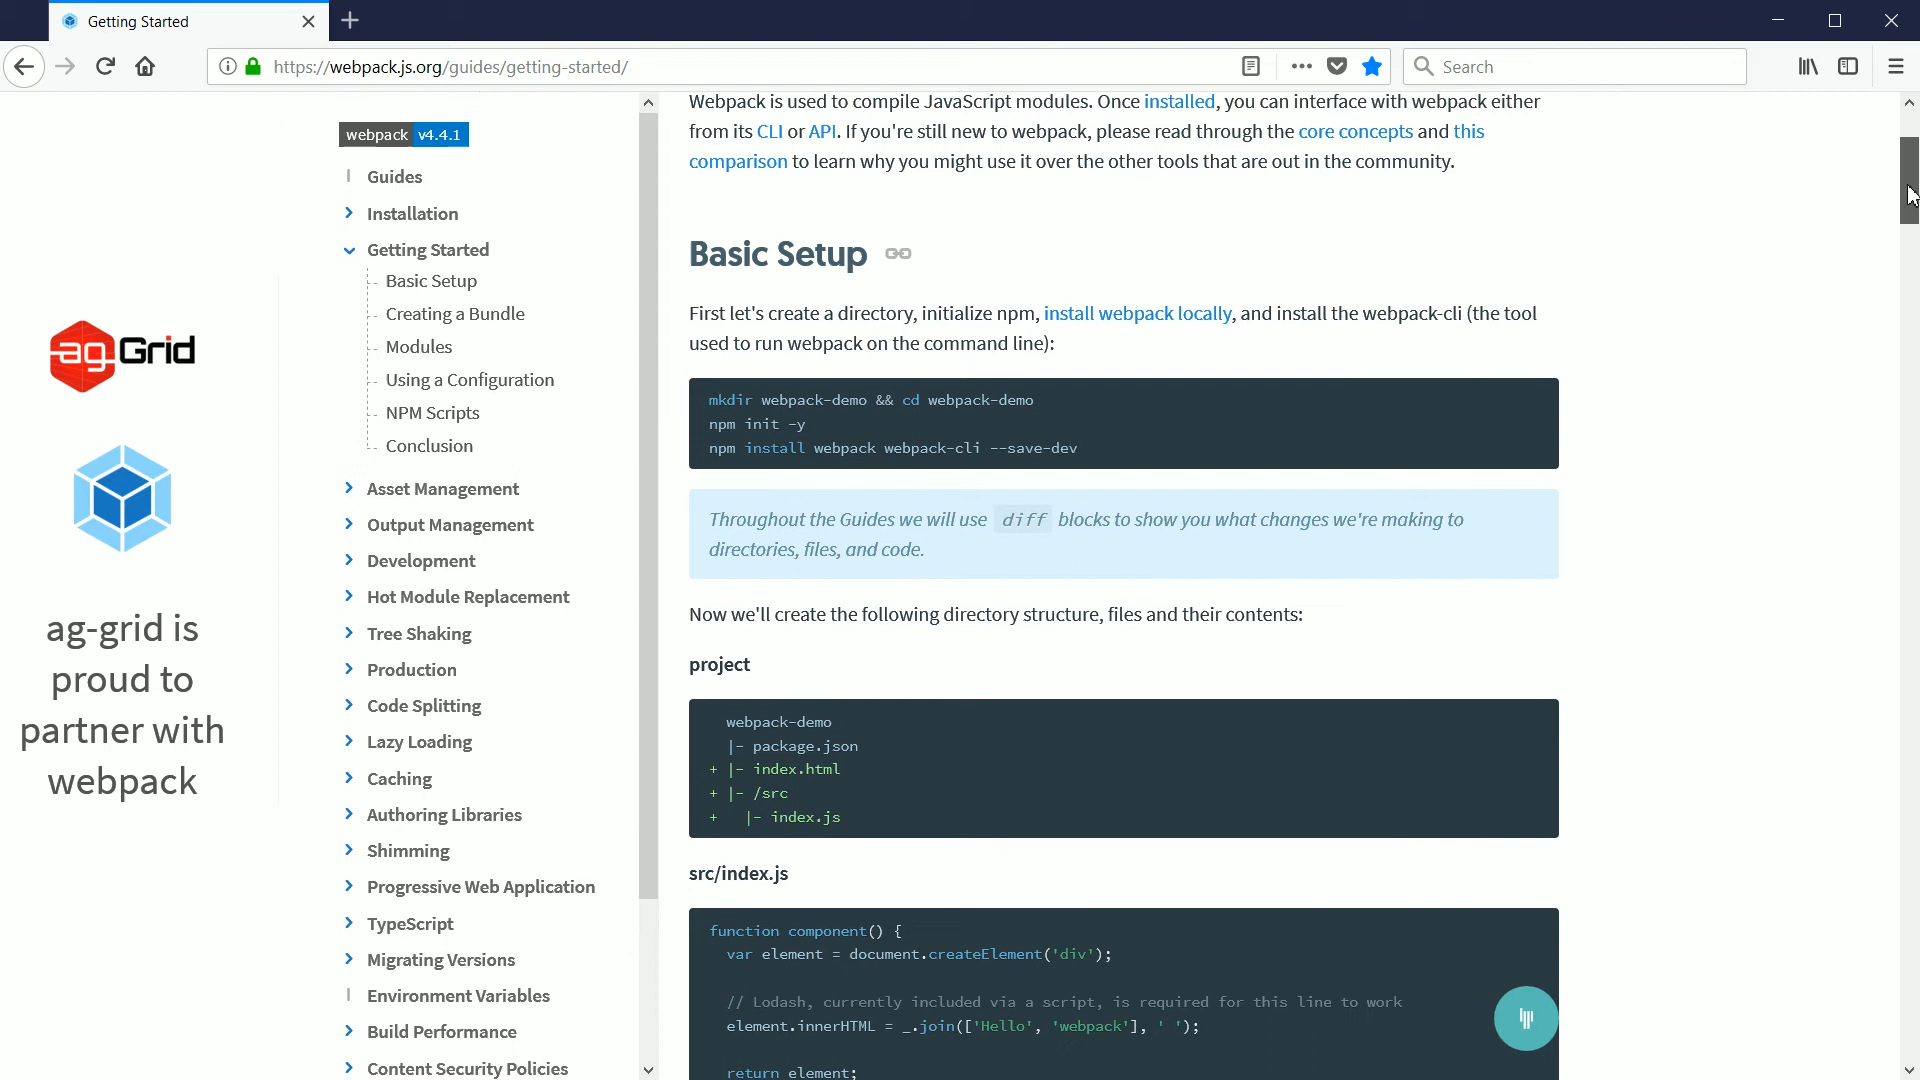 Getting Started
https://webpack.js.org/guides/getting-started/
Search
ag-Grid
ag-grid is
proud to
partner with
webpack
webpack v4.4.1
Guides
Installation
Getting Started
Basic Setup
Creating a Bundle
Modules
Using a Configuration
NPM Scripts
Conclusion
Asset Management
Output Management
Development
Hot Module Replacement
Tree Shaking
Production
Code Splitting
Lazy Loading
Caching
Authoring Libraries
Shimming
Progressive Web Application
TypeScript
Migrating Versions
Environment Variables
Build Performance
Content Security Policies
Webpack is used to compile JavaScript modules. Once installed, you can interface with webpack either
from its CLI or API. If you're still new to webpack, please read through the core concepts and this
comparison to learn why you might use it over the other tools that are out in the community.
Basic Setup
First let's create a directory, initialize npm, install webpack locally, and install the webpack-cli (the tool
used to run webpack on the command line):
mkdir webpack-demo && cd webpack-demo
npm init -y
npm install webpack webpack-cli --save-dev
Throughout the Guides we will use diff blocks to show you what changes we're making to
directories, files, and code.
Now we'll create the following directory structure, files and their contents:
project
webpack-demo
|- package.json
+ |- index.html
+ |- /src
+   |- index.js
src/index.js
function component() {
var element = document.createElement('div');
// Lodash, currently included via a script, is required for this line to work
element.innerHTML = _.join(['Hello', 'webpack'], ' ');
return element;